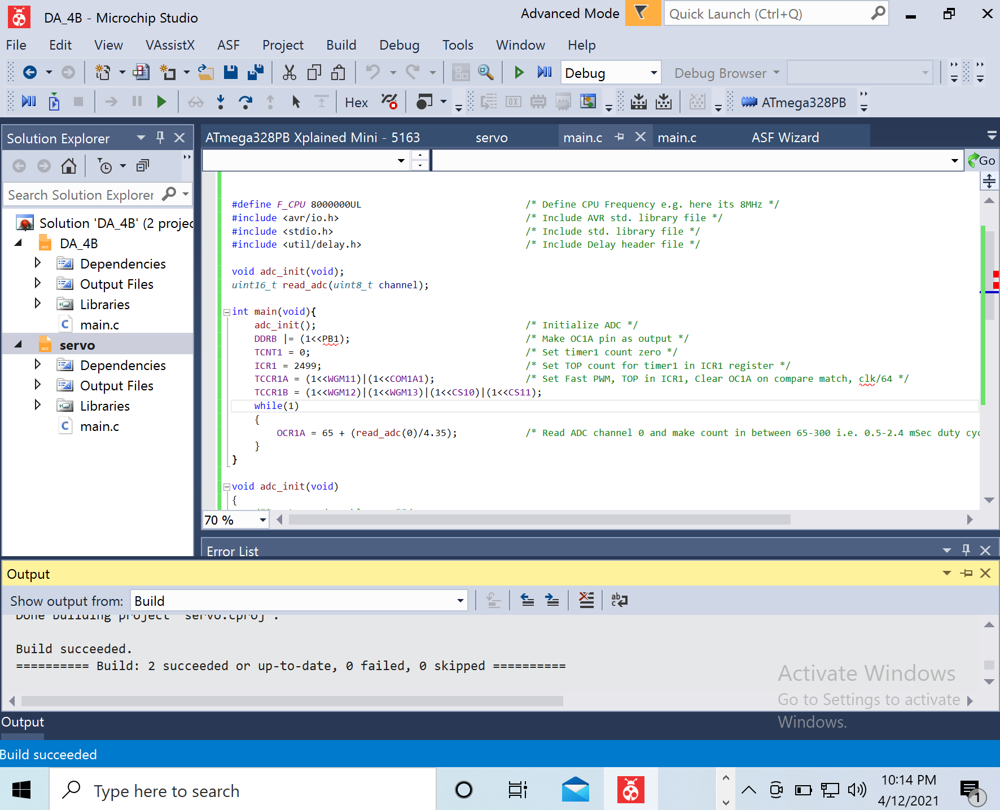 DA_4B - Microchip Studio
Advanced Mode
Quick Launch (Ctrl+Q)
File Edit View VAssistX ASF Project Build Debug Tools Window Help
Debug
Debug Browser
Hex
ATmega328PB
Solution Explorer
ATmega328PB Xplained Mini - 5163 servo main.c main.c ASF Wizard
Go
Search Solution Explorer
Solution 'DA_4B' (2 projec
DA_4B
Dependencies
Output Files
Libraries
main.c
servo
Dependencies
Output Files
Libraries
main.c
#define F_CPU 8000000UL /* Define CPU Frequency e.g. here its 8MHz */
#include <avr/io.h> /* Include AVR std. library file */
#include <stdio.h> /* Include std. library file */
#include <util/delay.h> /* Include Delay header file */
void adc_init(void);
uint16_t read_adc(uint8_t channel);
int main(void){
adc_init(); /* Initialize ADC */
DDRB |= (1<<PB1); /* Make OC1A pin as output */
TCNT1 = 0; /* Set timer1 count zero */
ICR1 = 2499; /* Set TOP count for timer1 in ICR1 register */
TCCR1A = (1<<WGM11)|(1<<COM1A1); /* Set Fast PWM, TOP in ICR1, Clear OC1A on compare match, clk/64 */
TCCR1B = (1<<WGM12)|(1<<WGM13)|(1<<CS10)|(1<<CS11);
while(1)
{
OCR1A = 65 + (read_adc(0)/4.35); /* Read ADC channel 0 and make count in between 65-300 i.e. 0.5-2.4 mSec duty cyc
}
}
void adc_init(void)
{
70 %
Error List
Output
Show output from: Build
Done building project "servo.cproj".
Build succeeded.
========== Build: 2 succeeded or up-to-date, 0 failed, 0 skipped ==========
Activate Windows
Go to Settings to activate
Windows.
Output
Build succeeded
Type here to search
10:14 PM
4/12/2021
1